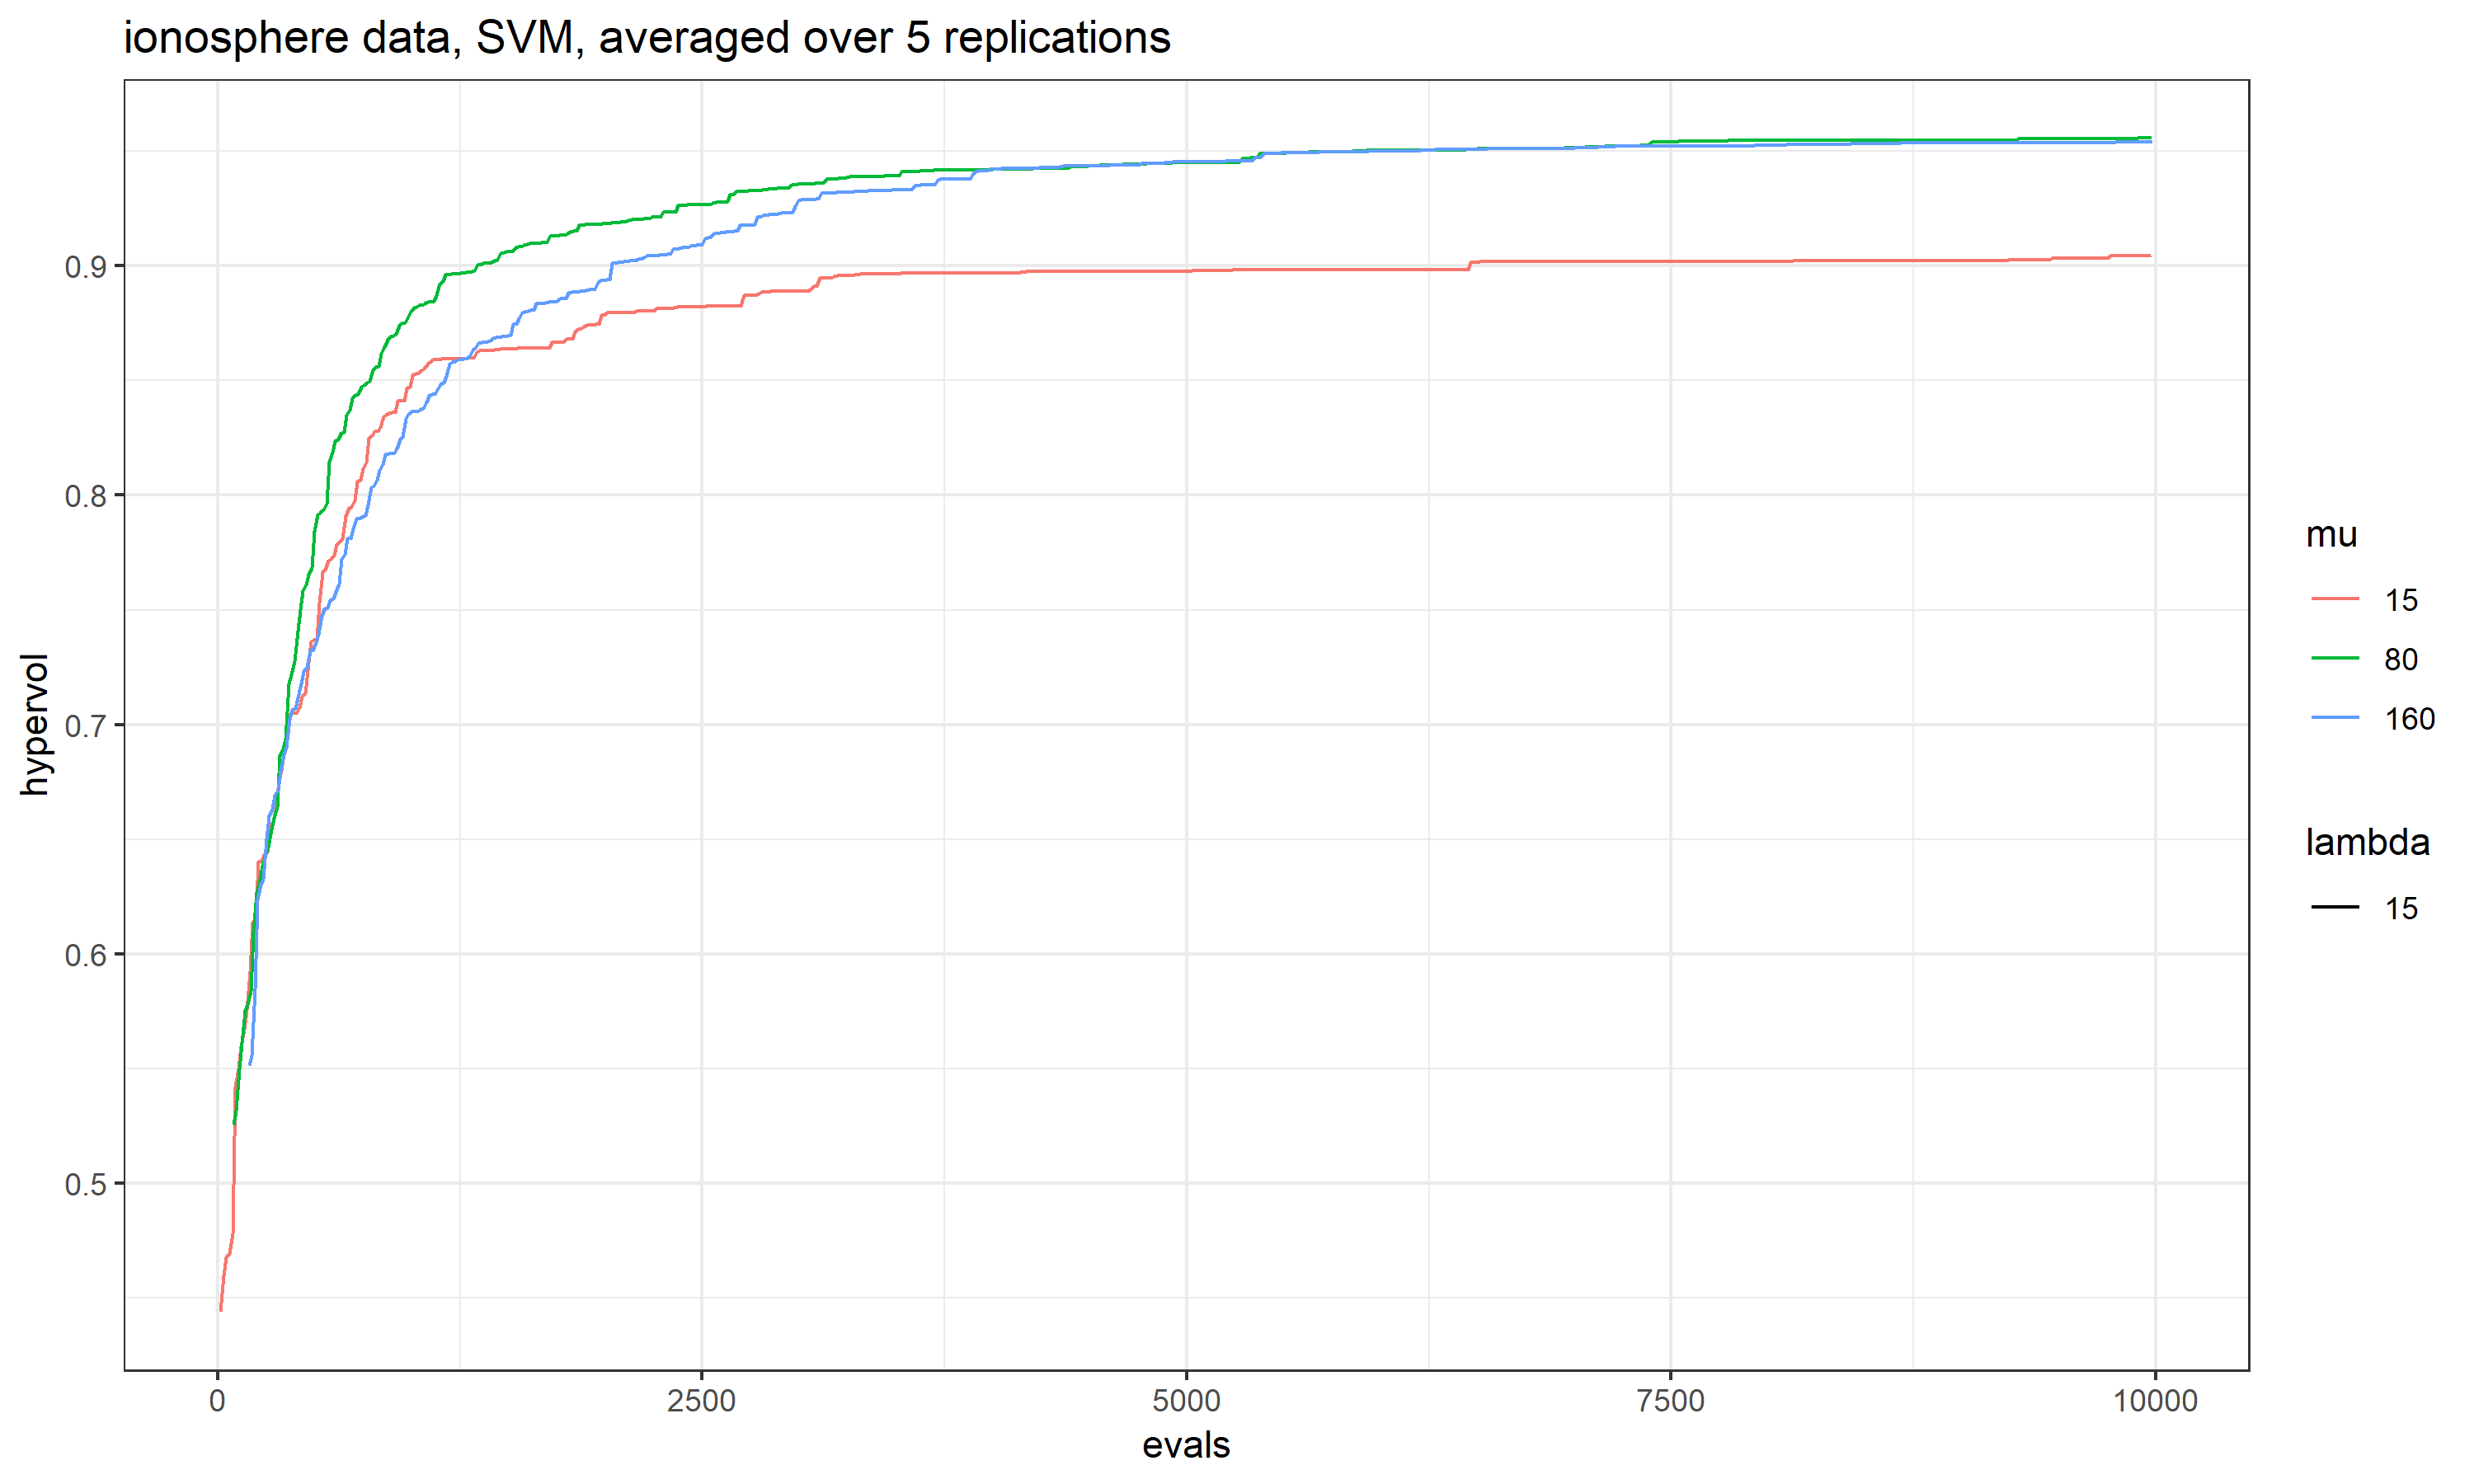 ionosphere data, SVM, averaged over 5 replications
hypervol
0.9
0.8
0.7
0.6
0.5
0 2500 5000 7500 10000
evals
mu
15
80
160
lambda
15